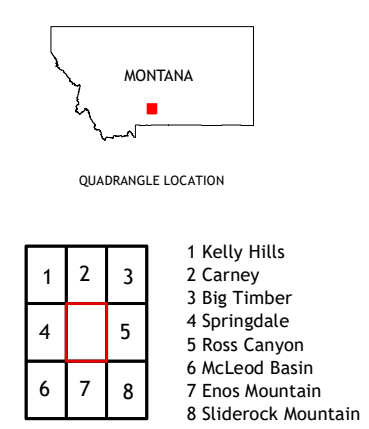 MONTANA
QUADRANGLE LOCATION
1 2 3
4 5
6 7 8
1 Kelly Hills
2 Carney
3 Big Timber
4 Springdale
5 Ross Canyon
6 McLeod Basin
7 Enos Mountain
8 Sliderock Mountain